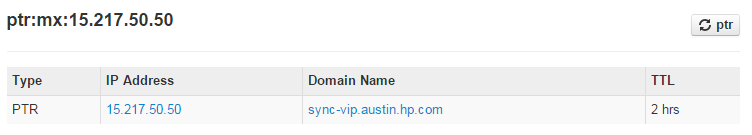 ptr:mx:15.217.50.50
ptr
Type IP Address Domain Name TTL
PTR 15.217.50.50 sync-vip.austin.hp.com 2 hrs